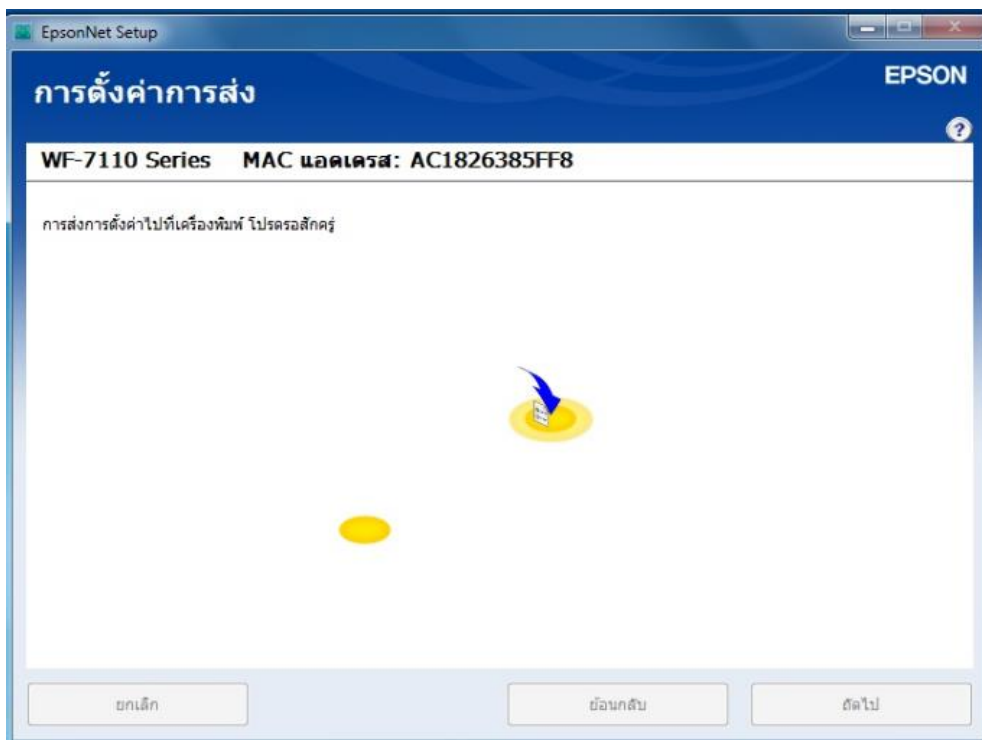 EpsonNet Setup
การตั้งค่าการส่ง
EPSON
?
WF-7110 Series MAC แอดเดรส: AC1826385FF8
การส่งการตั้งค่าไปที่เครื่องพิมพ์ โปรดรอสักครู่
ยกเลิก ย้อนกลับ ถัดไป